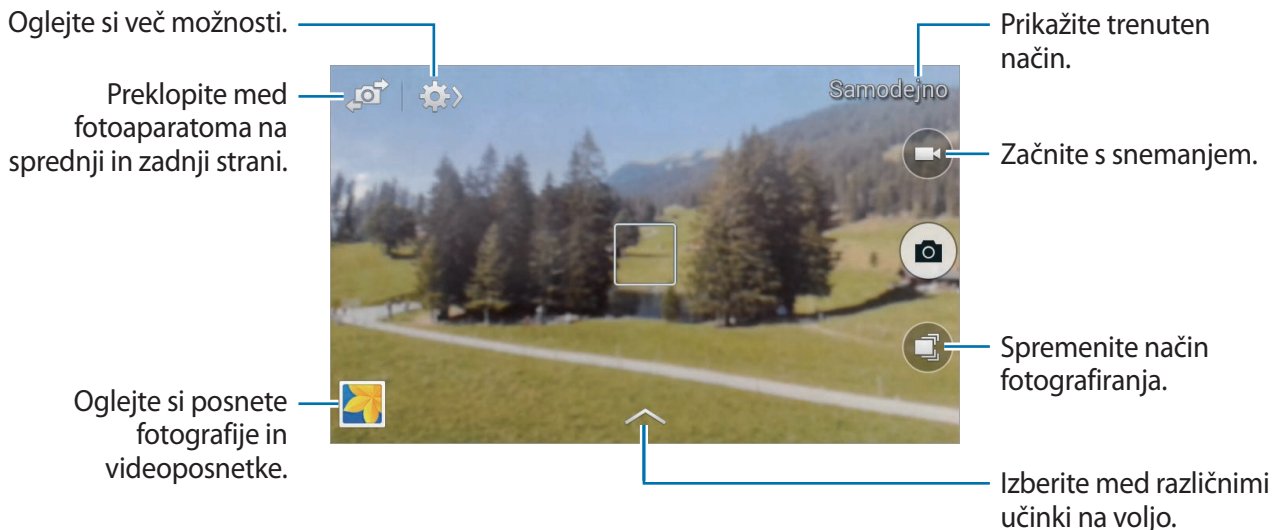 Oglejte si več možnosti.
Preklopite med
fotoaparatoma na
sprednji in zadnji strani.
Oglejte si posnete
fotografije in
videoposnetke.
Samodejno
Prikažite trenuten
način.
Začnite s snemanjem.
Spremenite način
fotografiranja.
Izberite med različnimi
učinki na voljo.